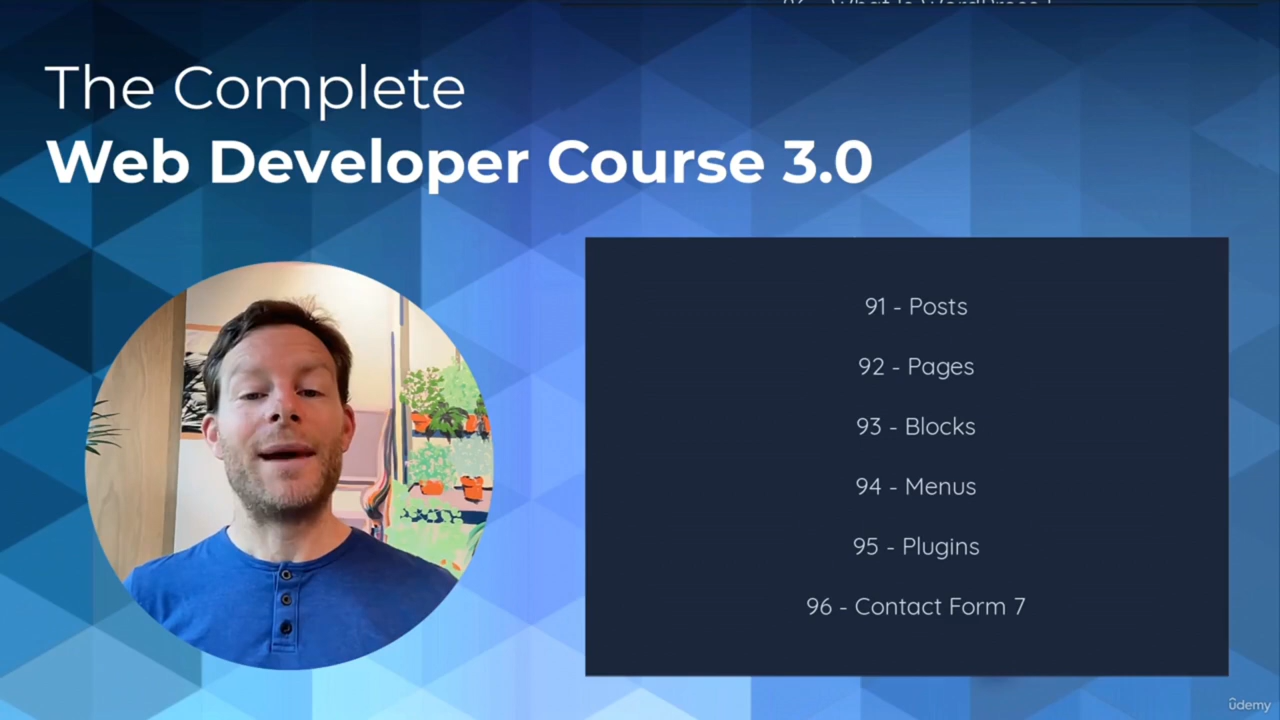 The Complete
Web Developer Course 3.0
91 - Posts
92 - Pages
93 - Blocks
94 - Menus
95 - Plugins
96 - Contact Form 7
ûdemy